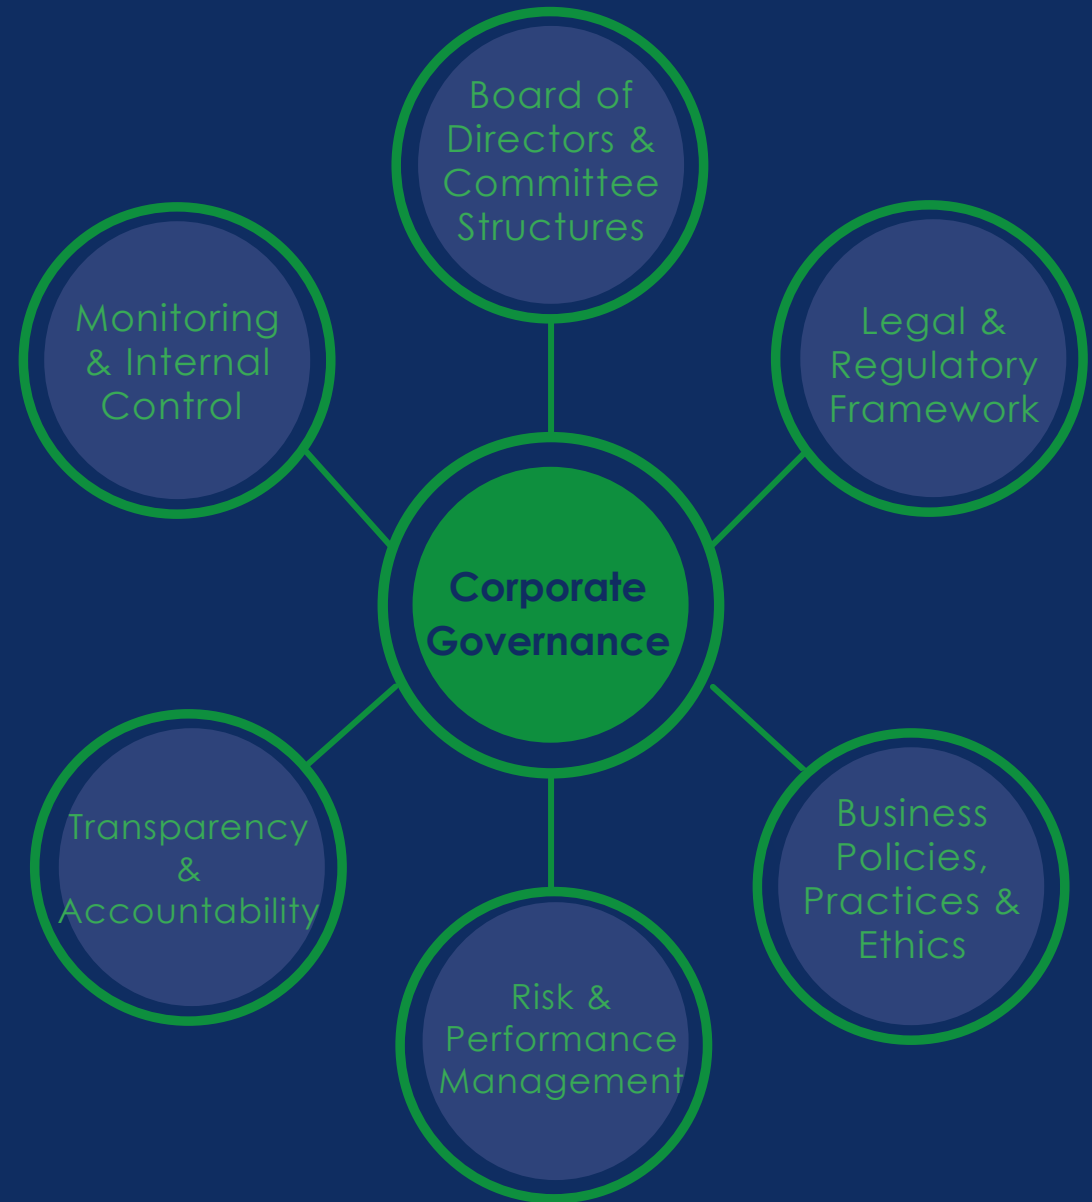 Board of
Directors &
Committee
Structures
Monitoring
& Internal
Control
Legal &
Regulatory
Framework
Corporate
Governance
Transparency
&
Accountability
Business
Policies,
Practices &
Ethics
Risk &
Performance
Management